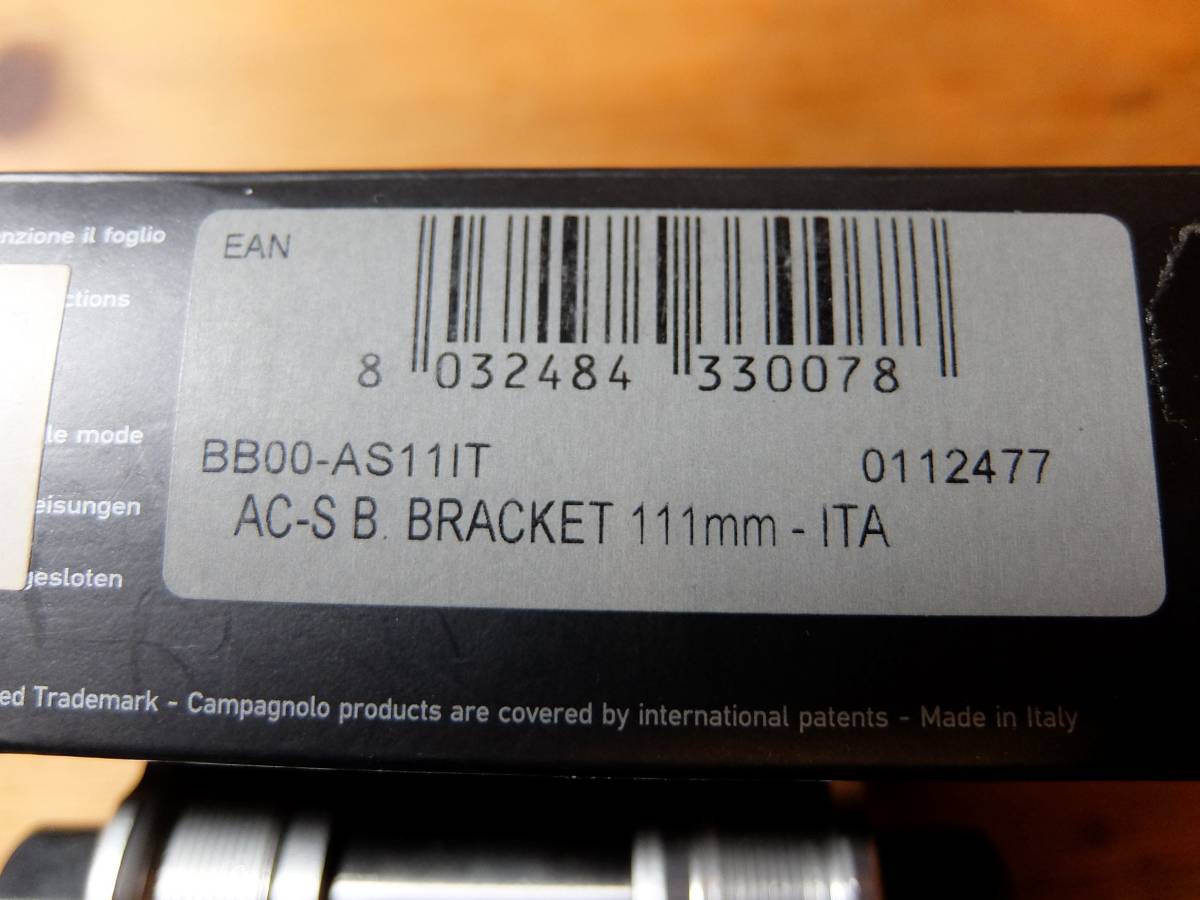 nzione il foglio
ctions
le mode
eisungen
gesloten
EAN
8 032484 330078
BB00-AS11IT 0112477
AC-S B. BRACKET 111mm - ITA
ed Trademark - Campagnolo products are covered by international patents - Made in Italy